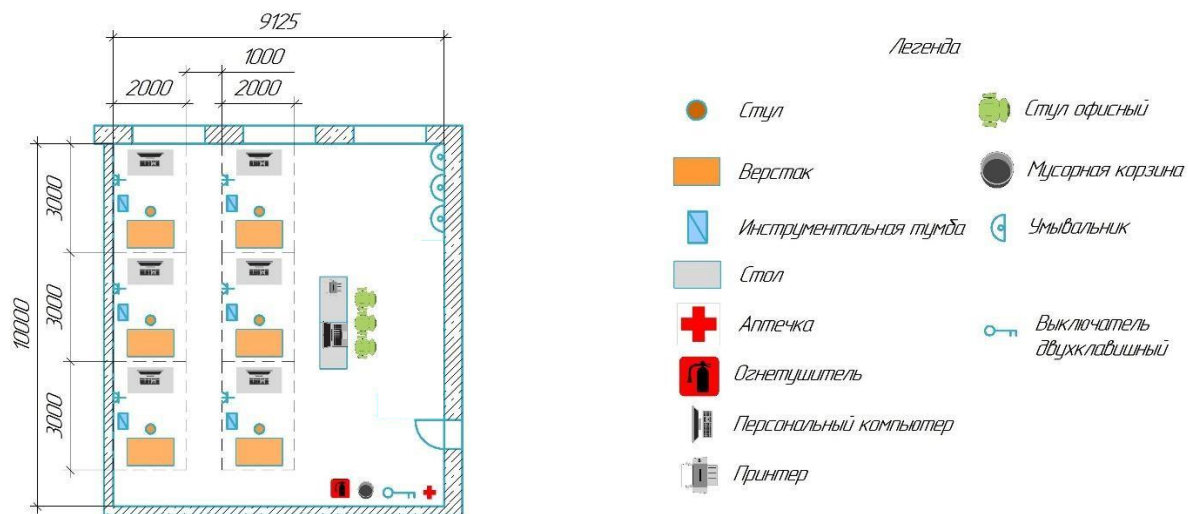 9125
1000
2000
2000
3000
3000
3000
10000
Легенда
Стул
Стул офисный
Верстак
Мусорная корзина
Инструментальная тумба
Умывальник
Стол
Аптечка
Выключатель
двухклавишный
Огнетушитель
Персональный компьютер
Принтер